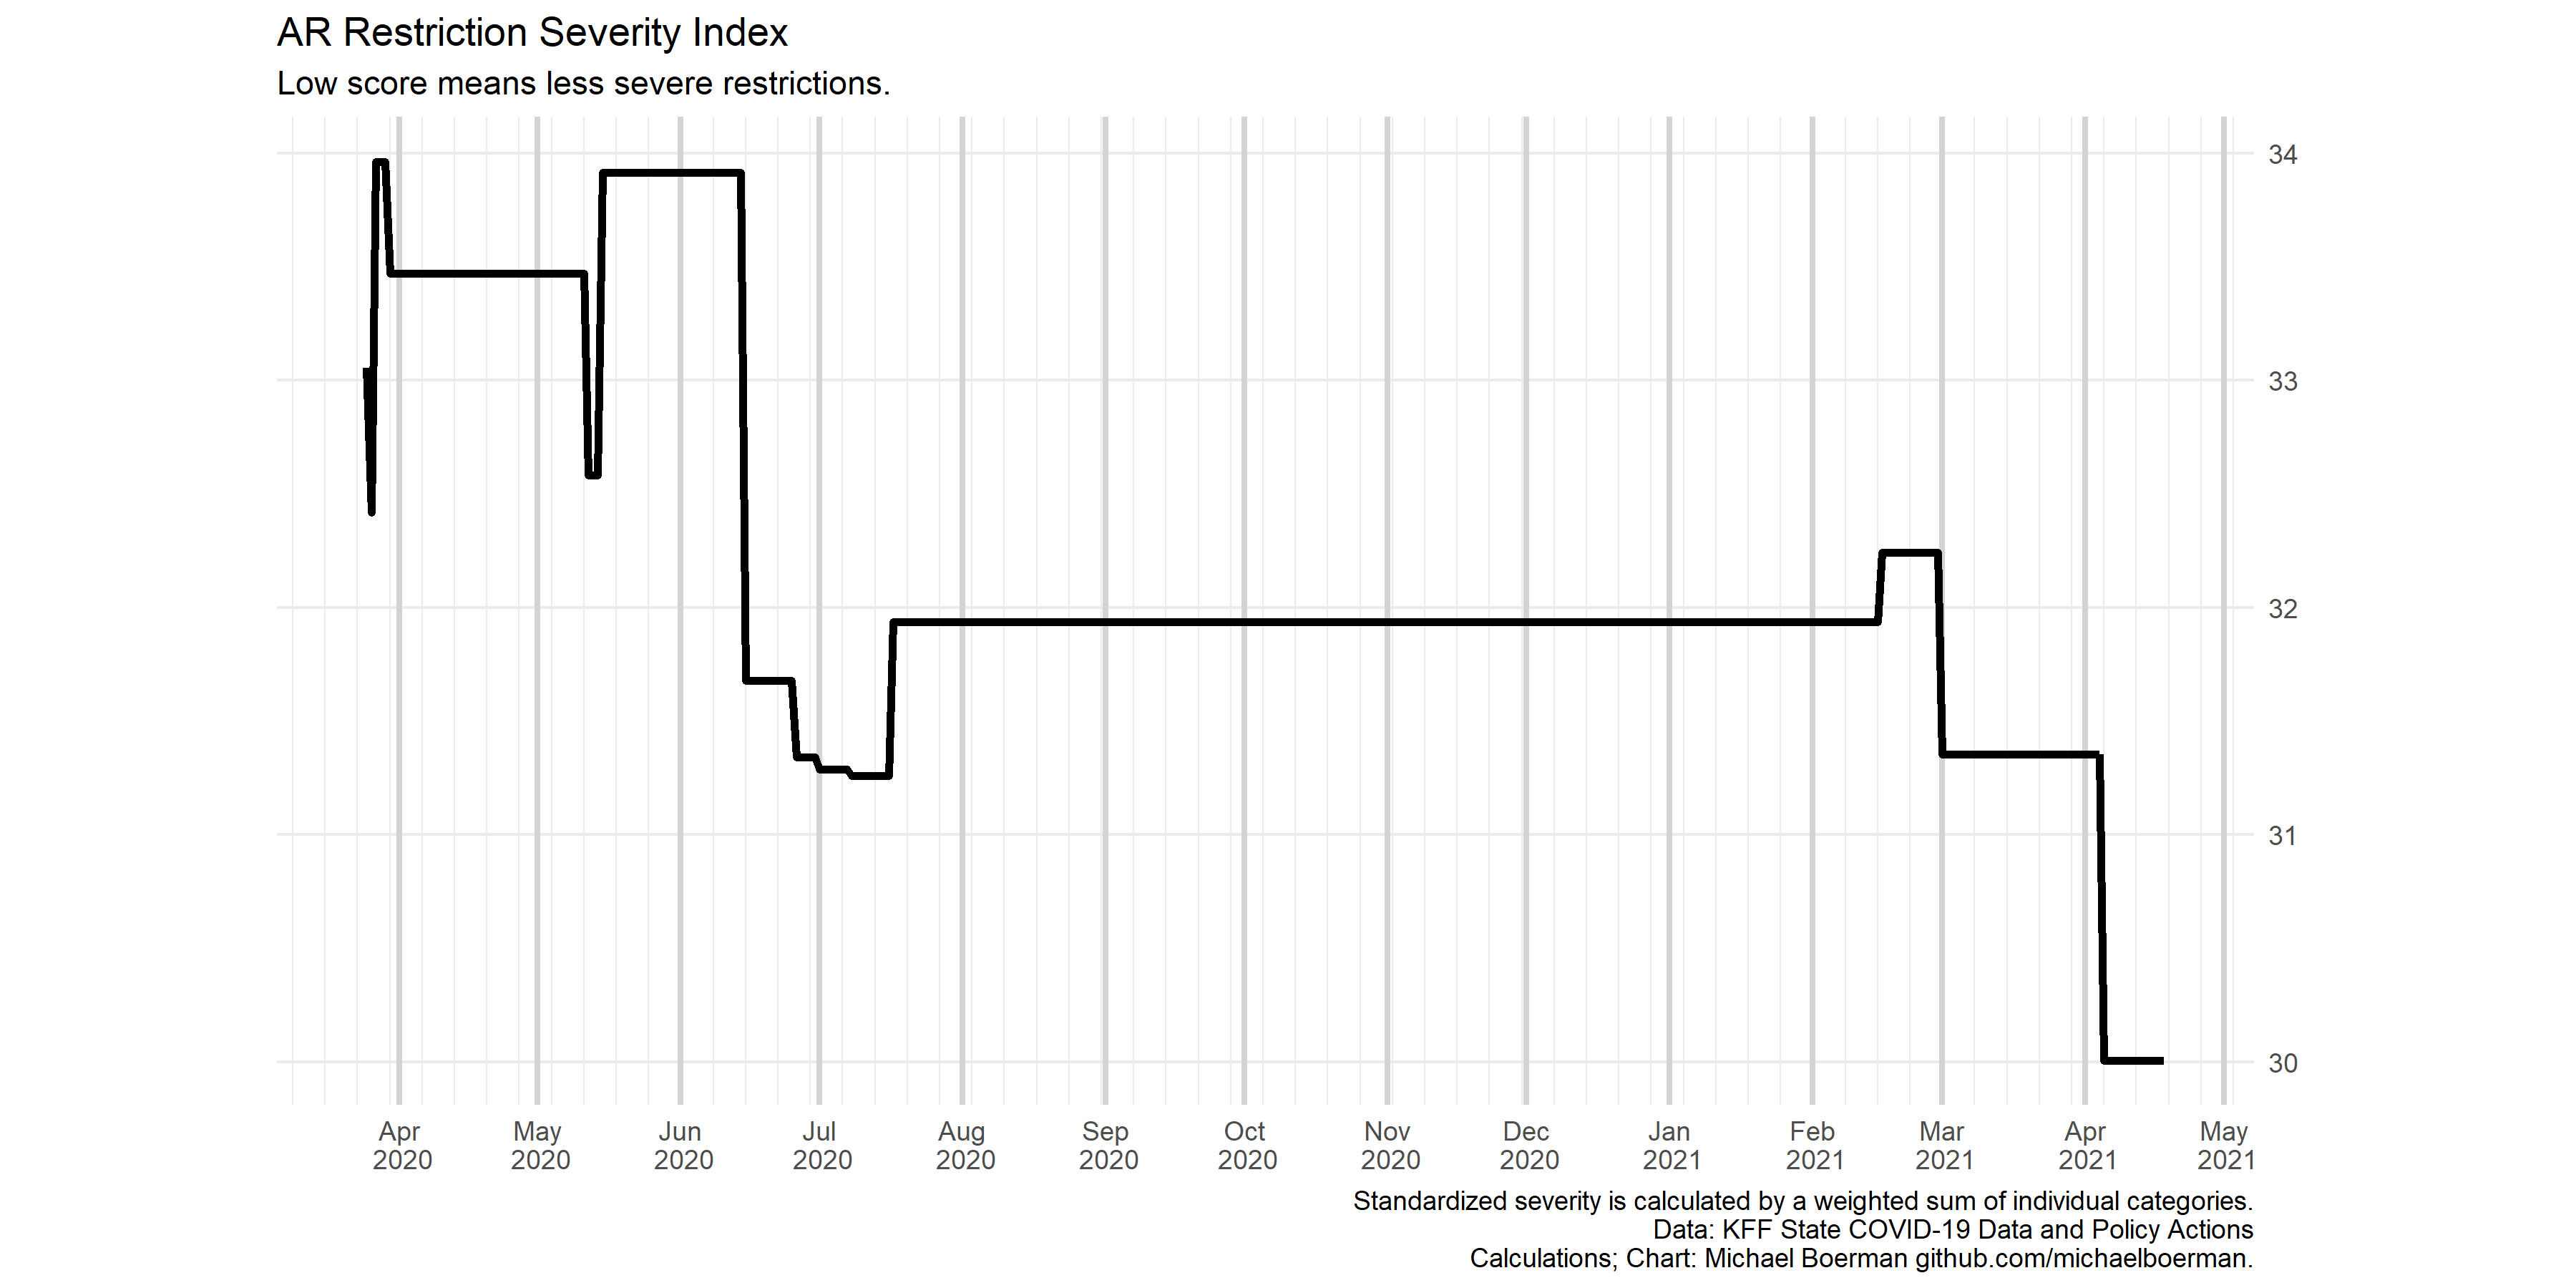 AR Restriction Severity Index
Low score means less severe restrictions.
34
33
32
31
30
Apr May Jun Jul Aug Sep Oct Nov Dec Jan Feb Mar Apr May
2020 2020 2020 2020 2020 2020 2020 2020 2020 2021 2021 2021 2021 2021
Standardized severity is calculated by a weighted sum of individual categories.
Data: KFF State COVID-19 Data and Policy Actions
Calculations; Chart: Michael Boerman github.com/michaelboerman.